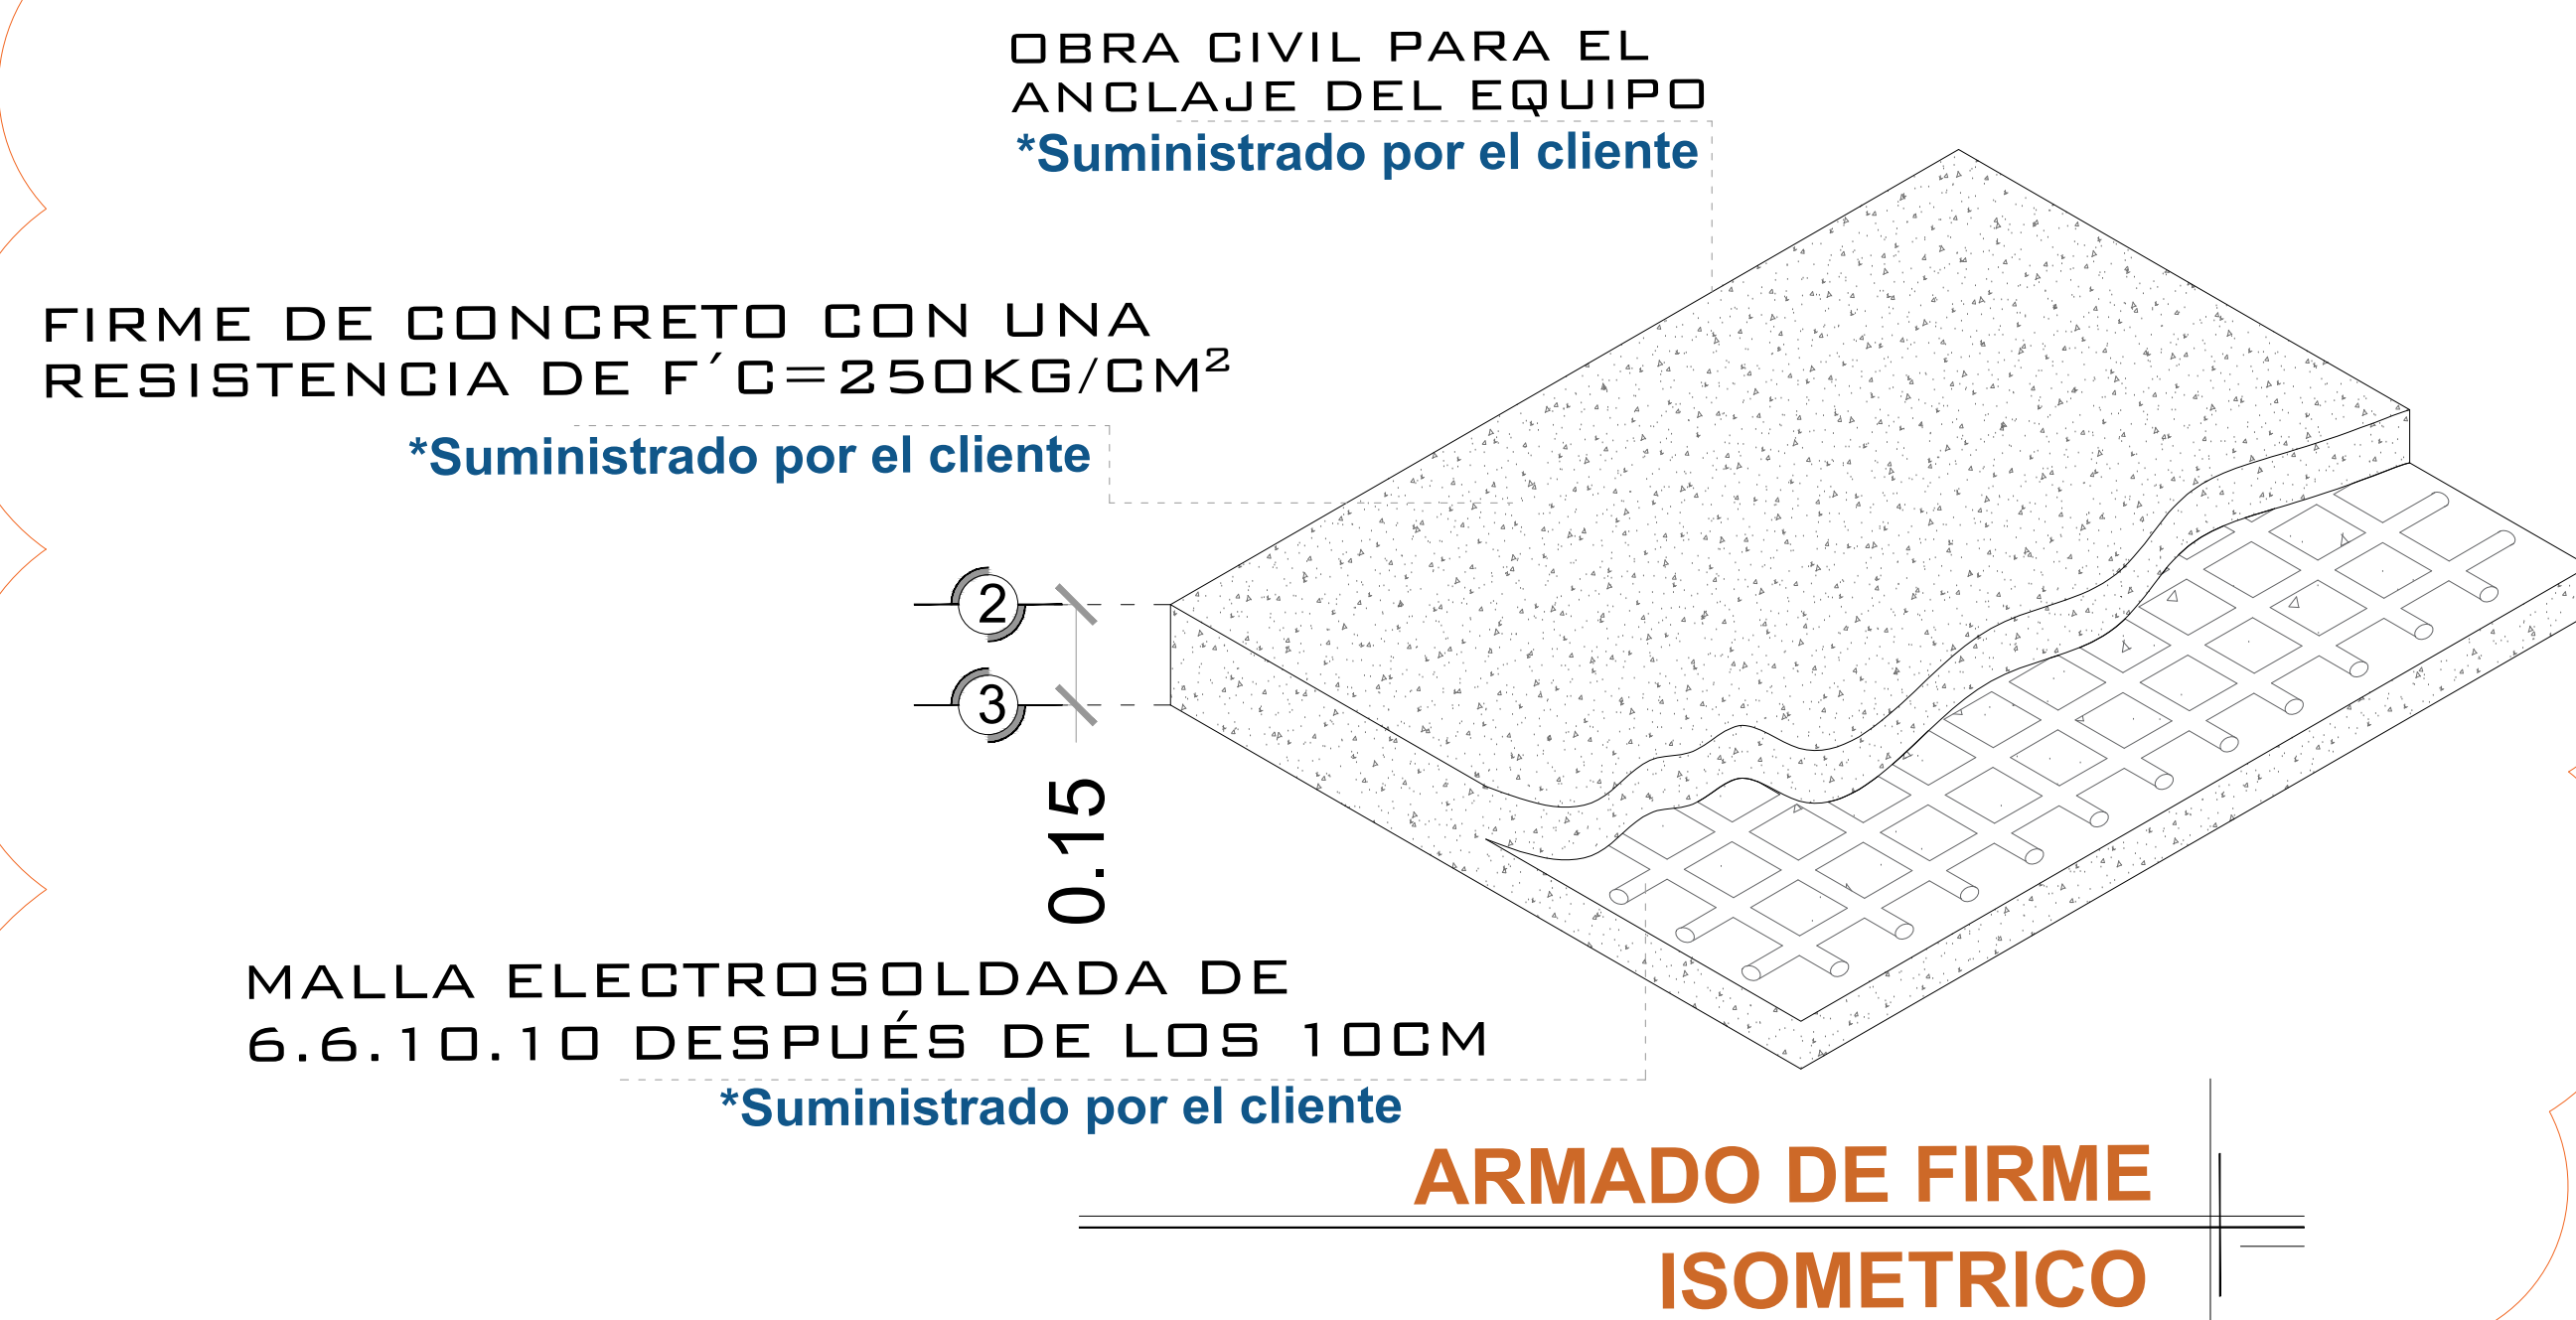 OBRA CIVIL PARA EL
ANCLAJE DEL EQUIPO
*Suministrado por el cliente
FIRME DE CONCRETO CON UNA
RESISTENCIA DE F´C=250KG/CM²
*Suministrado por el cliente
2
3
0.15
MALLA ELECTROSOLDADA DE
6.6.10.10 DESPUÉS DE LOS 10CM
*Suministrado por el cliente
ARMADO DE FIRME
ISOMETRICO